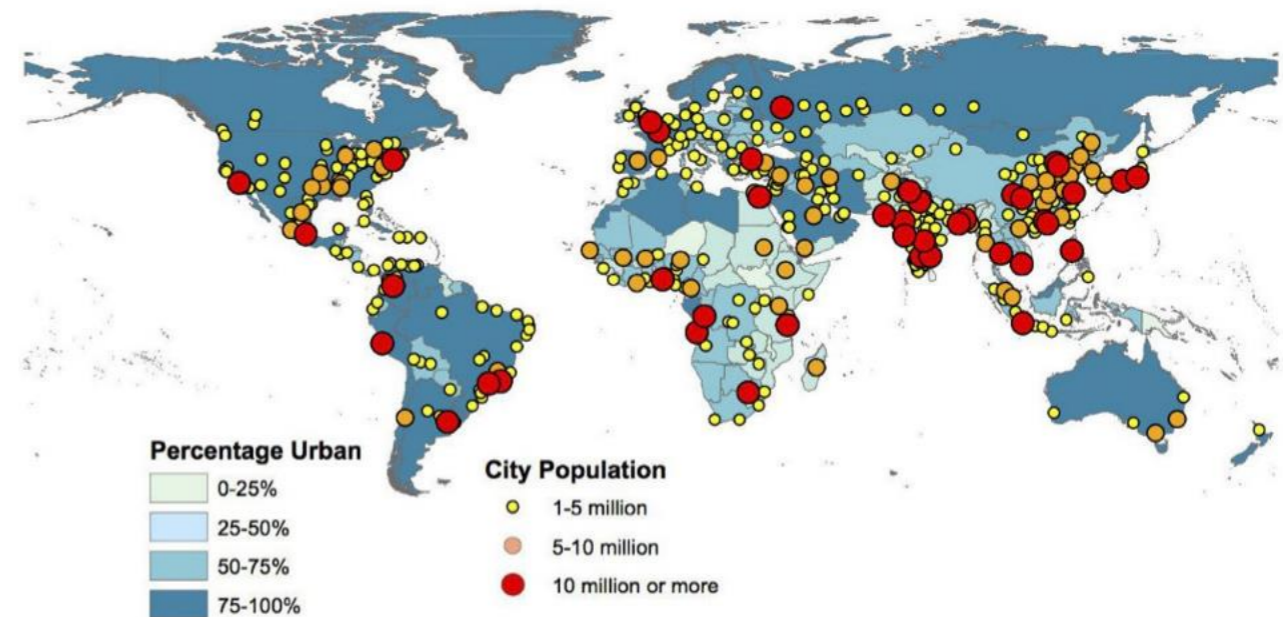 Percentage Urban
0-25%
25-50%
50-75%
75-100%
City Population
1-5 million
5-10 million
10 million or more